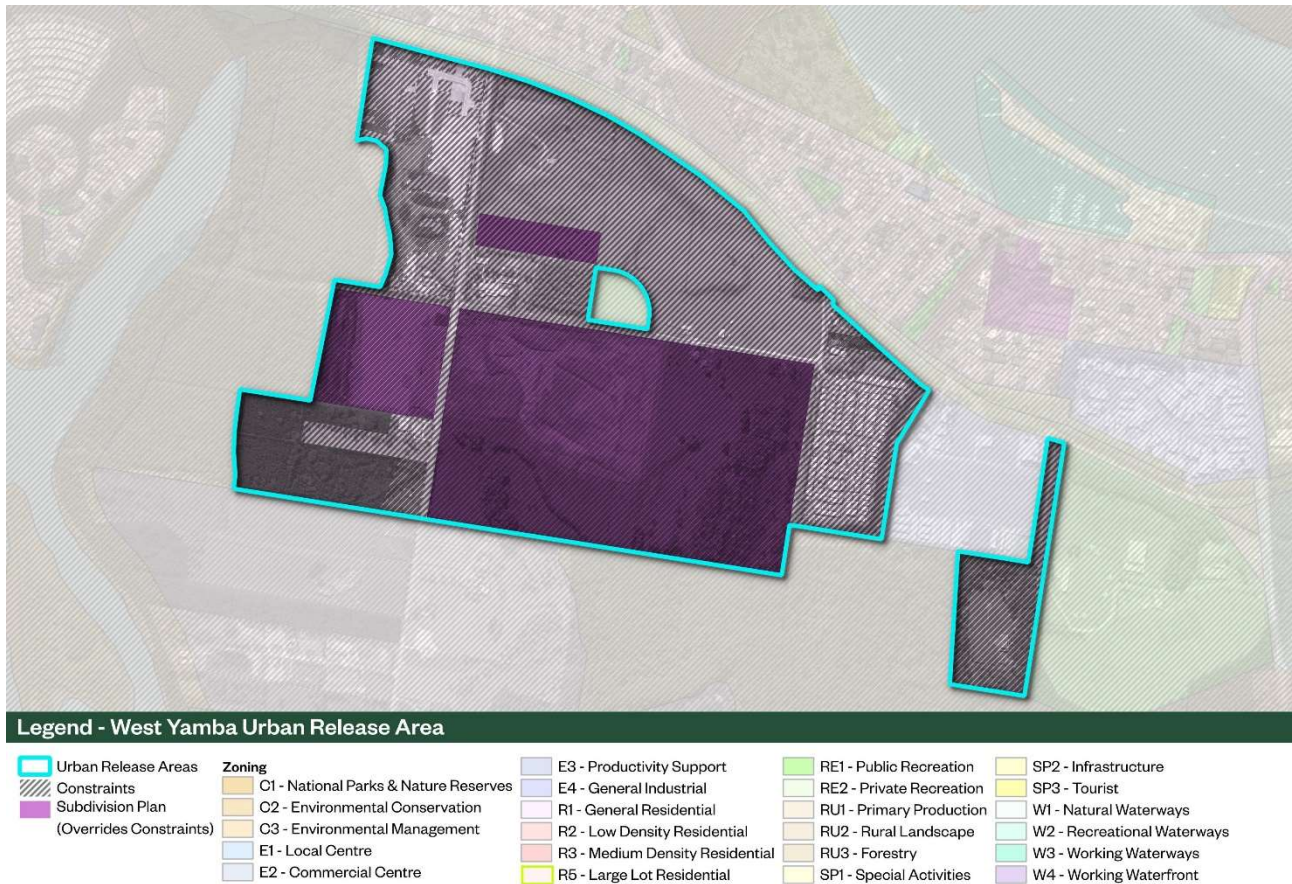 Legend - West Yamba Urban Release Area
Urban Release Areas
Constraints
Subdivision Plan
(Overrides Constraints)
Zoning
C1 - National Parks & Nature Reserves
C2 - Environmental Conservation
C3 - Environmental Management
E1 - Local Centre
E2 - Commercial Centre
E3 - Productivity Support
E4 - General Industrial
R1 - General Residential
R2 - Low Density Residential
R3 - Medium Density Residential
R5 - Large Lot Residential
RE1 - Public Recreation
RE2 - Private Recreation
RU1 - Primary Production
RU2 - Rural Landscape
RU3 - Forestry
SP1 - Special Activities
SP2 - Infrastructure
SP3 - Tourist
W1 - Natural Waterways
W2 - Recreational Waterways
W3 - Working Waterways
W4 - Working Waterfront